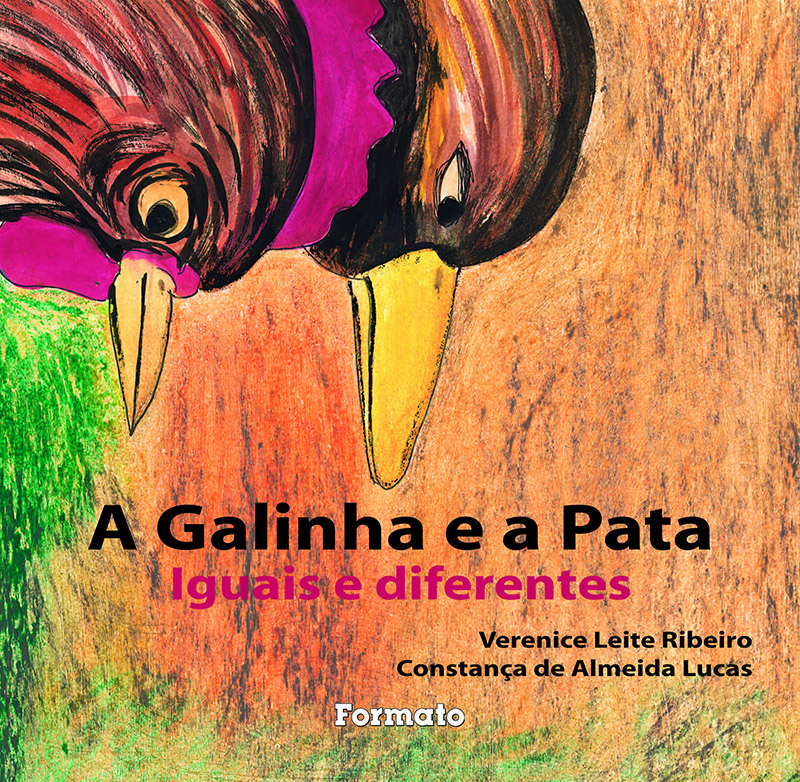 A Galinha e a Pata
Iguais e diferentes
Verenice Leite Ribeiro
Constança de Almeida Lucas
Formato